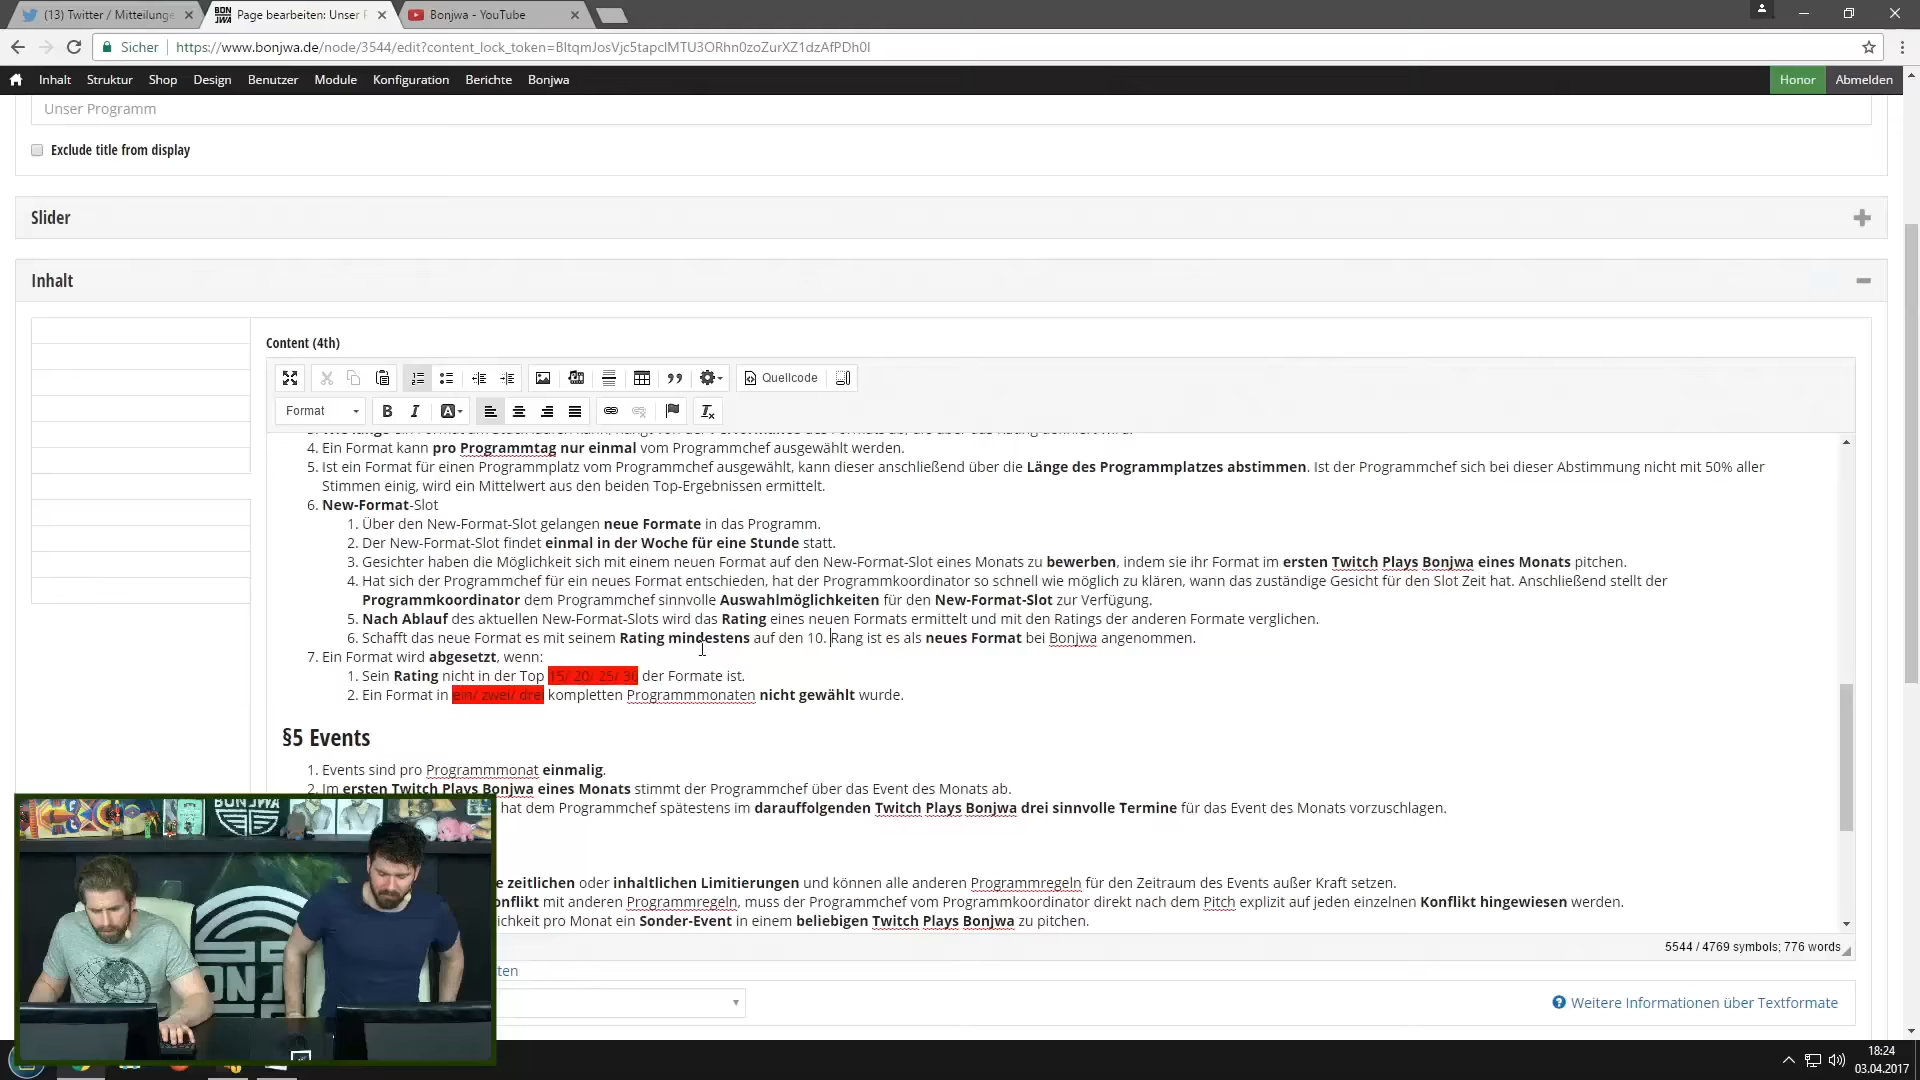 (13) Twitter / Mitteilunge
Page bearbeiten: Unser P
Bonjwa - YouTube
Sicher
https://www.bonjwa.de/node/3544/edit?content_lock_token=BltqmJosVjc5tapclMTU3ORhn0zoZurXZ1dzAfPDh0I
Inhalt Struktur Shop Design Benutzer Module Konfiguration Berichte Bonjwa
Honor Abmelden
Unser Programm
Exclude title from display
Slider
Inhalt
Content (4th)
Quellcode
Format
4. Ein Format kann pro Programmtag nur einmal vom Programmchef ausgewählt werden.
5. Ist ein Format für einen Programmplatz vom Programmchef ausgewählt, kann dieser anschließend über die Länge des Programmplatzes abstimmen. Ist der Programmchef sich bei dieser Abstimmung nicht mit 50% aller
Stimmen einig, wird ein Mittelwert aus den beiden Top-Ergebnissen ermittelt.
6. New-Format-Slot
1. Über den New-Format-Slot gelangen neue Formate in das Programm.
2. Der New-Format-Slot findet einmal in der Woche für eine Stunde statt.
3. Gesichter haben die Möglichkeit sich mit einem neuen Format auf den New-Format-Slot eines Monats zu bewerben, indem sie ihr Format im ersten Twitch Plays Bonjwa eines Monats pitchen.
4. Hat sich der Programmchef für ein neues Format entschieden, hat der Programmkoordinator so schnell wie möglich zu klären, wann das zuständige Gesicht für den Slot Zeit hat. Anschließend stellt der
Programmkoordinator dem Programmchef sinnvolle Auswahlmöglichkeiten für den New-Format-Slot zur Verfügung.
5. Nach Ablauf des aktuellen New-Format-Slots wird das Rating eines neuen Formats ermittelt und mit den Ratings der anderen Formate verglichen.
6. Schafft das neue Format es mit seinem Rating mindestens auf den 10. Rang ist es als neues Format bei Bonjwa angenommen.
7. Ein Format wird abgesetzt, wenn:
1. Sein Rating nicht in der Top 15/ 20/ 25/ 30 der Formate ist.
2. Ein Format in ein/ zwei/ drei kompletten Programmmonaten nicht gewählt wurde.
§5 Events
1. Events sind pro Programmmonat einmalig.
2. Im ersten Twitch Plays Bonjwa eines Monats stimmt der Programmchef über das Event des Monats ab.
hat dem Programmchef spätestens im darauffolgenden Twitch Plays Bonjwa drei sinnvolle Termine für das Event des Monats vorzuschlagen.
e zeitlichen oder inhaltlichen Limitierungen und können alle anderen Programmregeln für den Zeitraum des Events außer Kraft setzen.
onflikt mit anderen Programmregeln, muss der Programmchef vom Programmkoordinator direkt nach dem Pitch explizit auf jeden einzelnen Konflikt hingewiesen werden.
lichkeit pro Monat ein Sonder-Event in einem beliebigen Twitch Plays Bonjwa zu pitchen.
5544 / 4769 symbols; 776 words
ten
Weitere Informationen über Textformate
BONJWA
18:24
03.04.2017